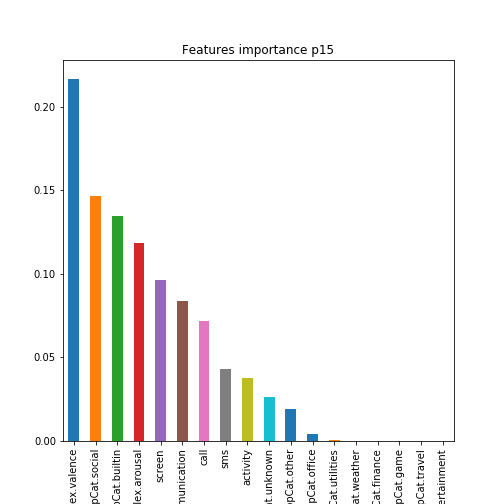 Features importance p15
0.20
0.15
0.10
0.05
0.00
lex.valence
pCat.social
pCat.builtin
lex.arousal
screen
munication
call
sms
activity
t.unknown
pCat.other
pCat.office
Cat.utilities
at.weather
Cat.finance
pCat.game
pCat.travel
ertainment